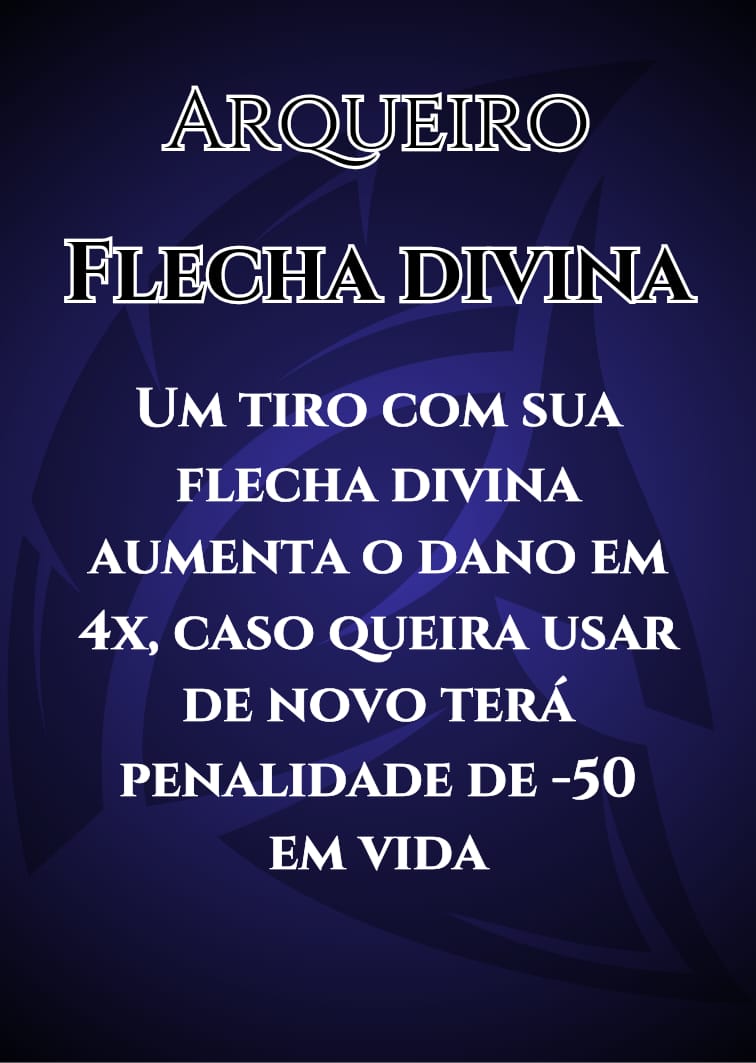 Arqueiro
Flecha divina
Um tiro com sua
flecha divina
aumenta o dano em
4x, caso queira usar
de novo terá
penalidade de -50
em vida